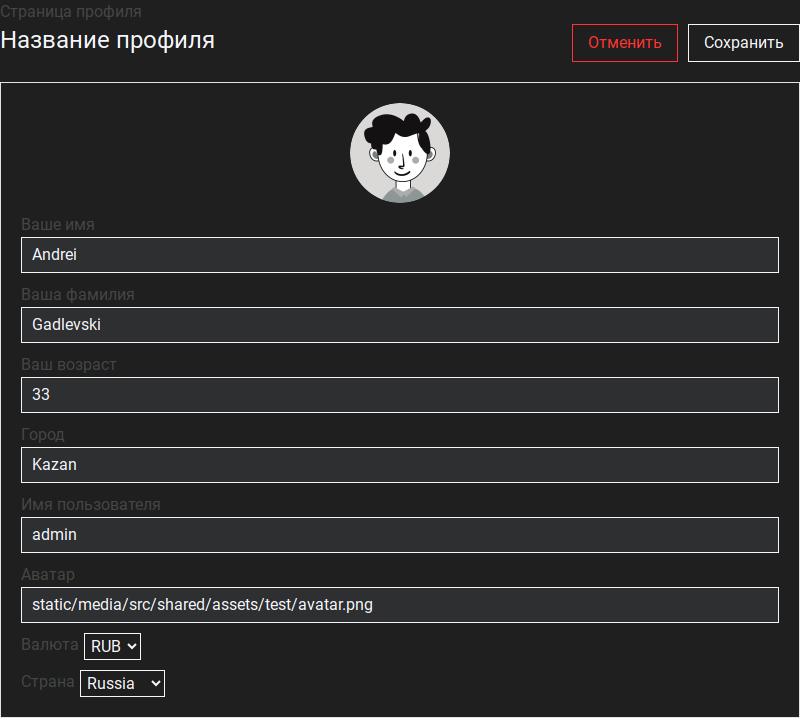 Страница профиля
Название профиля
Отменить
Сохранить
Ваше имя
Andrei
Ваша фамилия
Gadlevski
Ваш возраст
33
Город
Kazan
Имя пользователя
admin
Аватар
static/media/src/shared/assets/test/avatar.png
Валюта RUB
Страна Russia